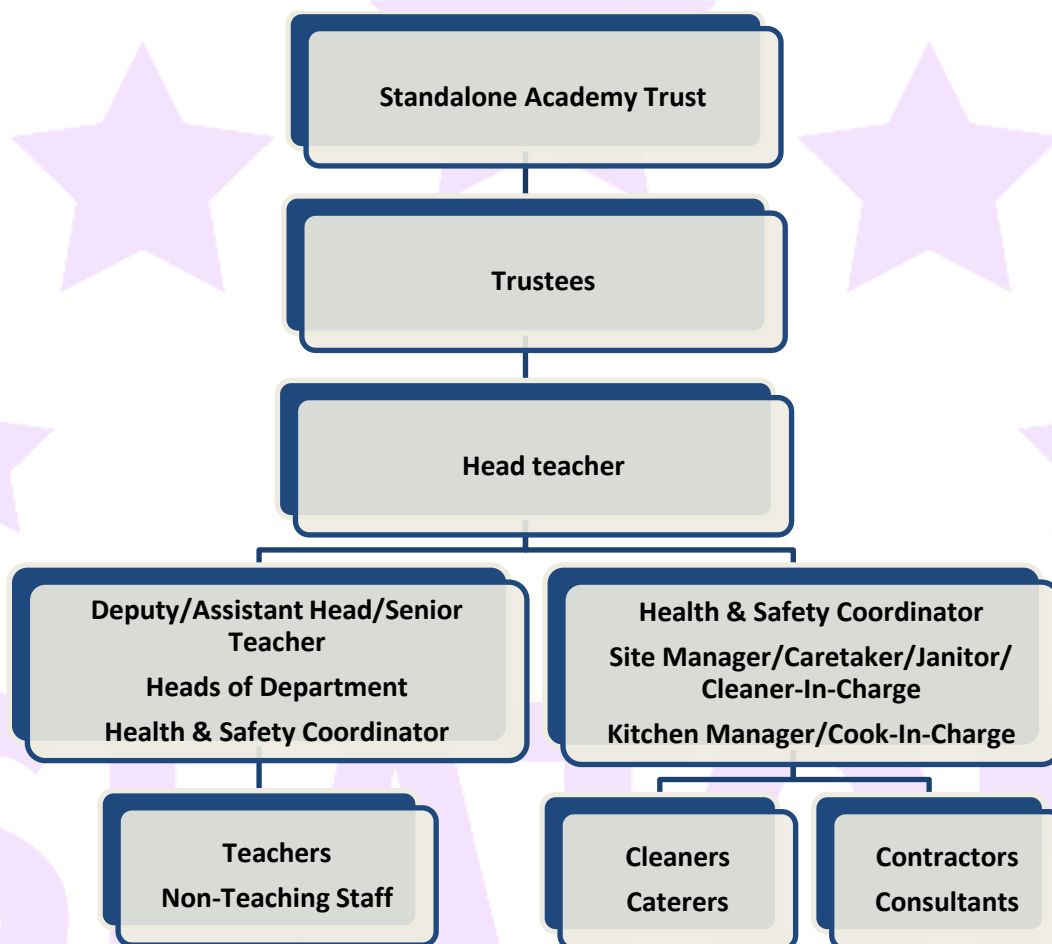 Standalone Academy Trust
Trustees
Head teacher
Deputy/Assistant Head/Senior
Teacher
Heads of Department
Health & Safety Coordinator
Health & Safety Coordinator
Site Manager/Caretaker/Janitor/
Cleaner-In-Charge
Kitchen Manager/Cook-In-Charge
Teachers
Non-Teaching Staff
Cleaners
Caterers
Contractors
Consultants